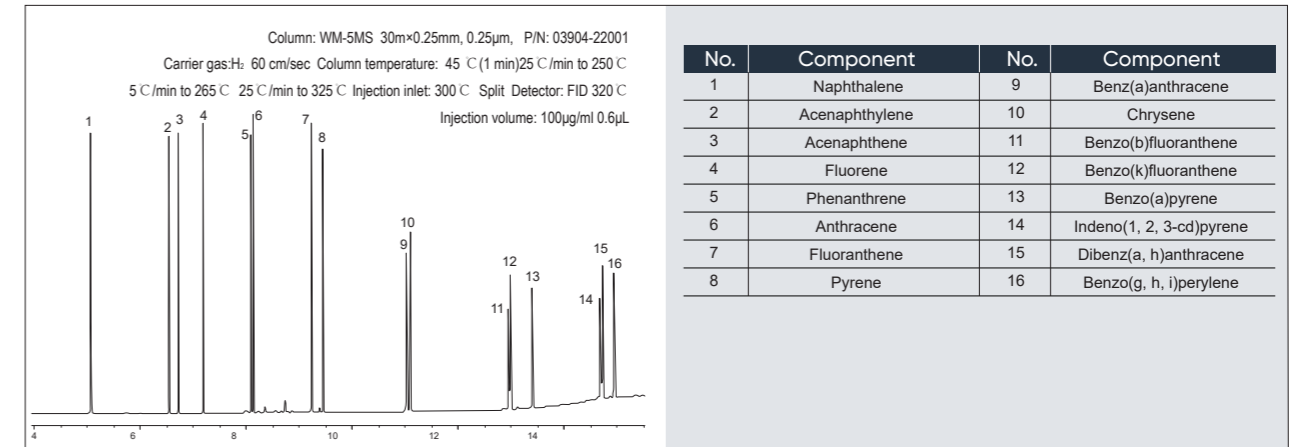 Column: WM-5MS 30m×0.25mm, 0.25μm, P/N: 03904-22001
Carrier gas:H₂ 60 cm/sec Column temperature: 45 ℃(1 min)25℃/min to 250℃
5℃/min to 265℃ 25℃/min to 325℃ Injection inlet: 300℃ Split Detector: FID 320℃
Injection volume: 100μg/ml 0.6μL
1 2 3 4 5 6 7 8 9 10 11 12 13 14 15 16
4 6 8 10 12 14
No. Component No. Component
1 Naphthalene 9 Benz(a)anthracene
2 Acenaphthylene 10 Chrysene
3 Acenaphthene 11 Benzo(b)fluoranthene
4 Fluorene 12 Benzo(k)fluoranthene
5 Phenanthrene 13 Benzo(a)pyrene
6 Anthracene 14 Indeno(1, 2, 3-cd)pyrene
7 Fluoranthene 15 Dibenz(a, h)anthracene
8 Pyrene 16 Benzo(g, h, i)perylene